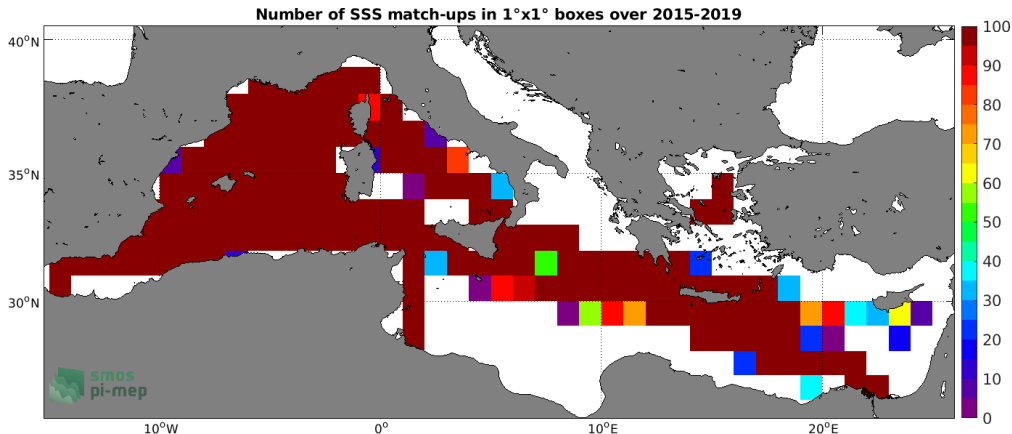 Number of SSS match-ups in 1°x1° boxes over 2015-2019
40°N
35°N
30°N
10°W
0°
10°E
20°E
100
90
80
70
60
50
40
30
20
10
0
smos
pi-mep